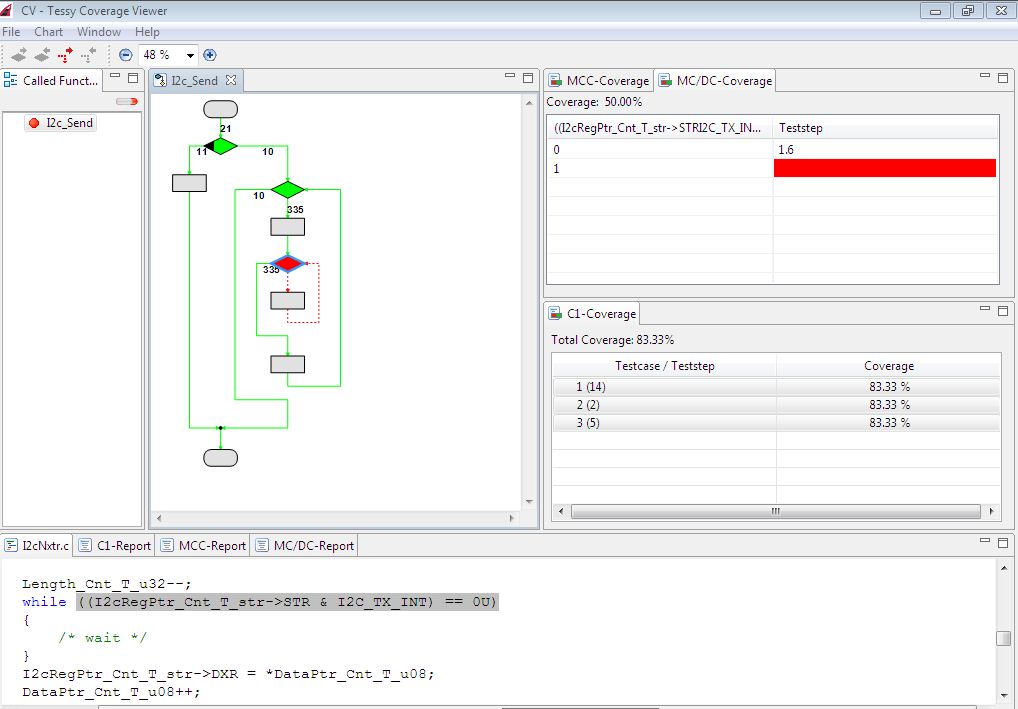 CV - Tessy Coverage Viewer
File Chart Window Help
48 %
Called Funct...
I2c_Send
I2c_Send
21
11
10
10
335
335
MCC-Coverage
MC/DC-Coverage
Coverage: 50.00%
((I2cRegPtr_Cnt_T_str->STRI2C_TX_IN... Teststep
0 1.6
1
C1-Coverage
Total Coverage: 83.33%
Testcase / Teststep Coverage
1 (14) 83.33 %
2 (2) 83.33 %
3 (5) 83.33 %
I2cNxtr.c C1-Report MCC-Report MC/DC-Report
Length_Cnt_T_u32--;
while ((I2cRegPtr_Cnt_T_str->STR & I2C_TX_INT) == 0U)
{
/* wait */
}
I2cRegPtr_Cnt_T_str->DXR = *DataPtr_Cnt_T_u08;
DataPtr_Cnt_T_u08++;